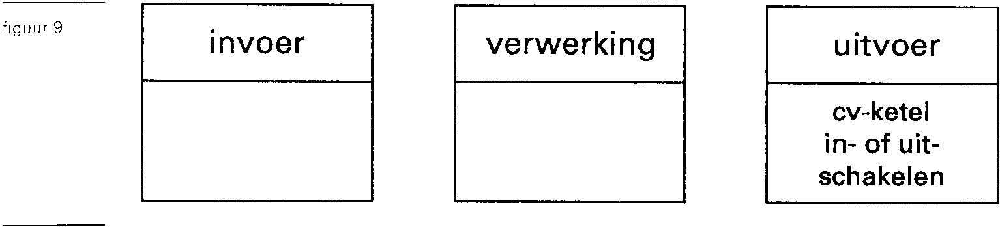 figuur 9
invoer
verwerking
uitvoer
cv-ketel
in- of uit-
schakelen